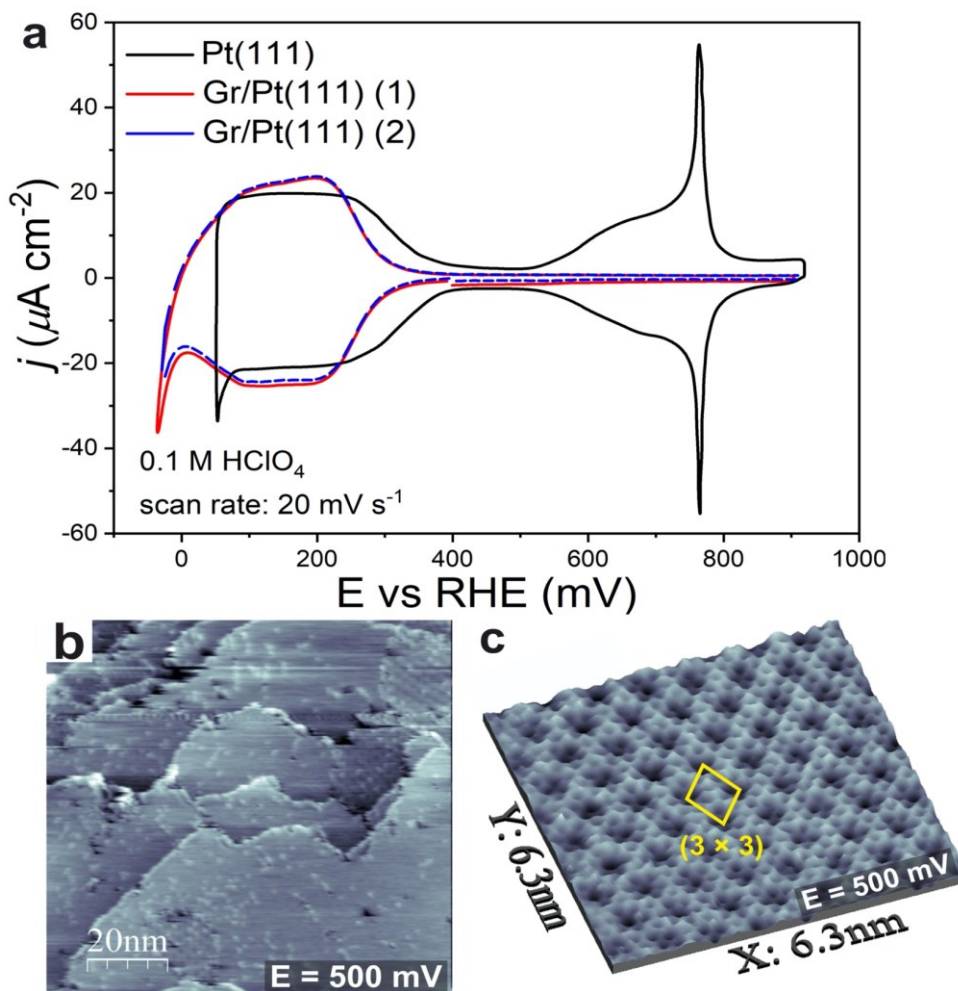 a
Pt(111)
Gr/Pt(111) (1)
Gr/Pt(111) (2)
60
40
20
0
-20
-40
-60
j (μA cm⁻²)
0.1 M HClO₄
scan rate: 20 mV s⁻¹
0 200 400 600 800 1000
E vs RHE (mV)
b
20nm
E = 500 mV
c
(3 × 3)
Y: 6.3nm
E = 500 mV
X: 6.3nm